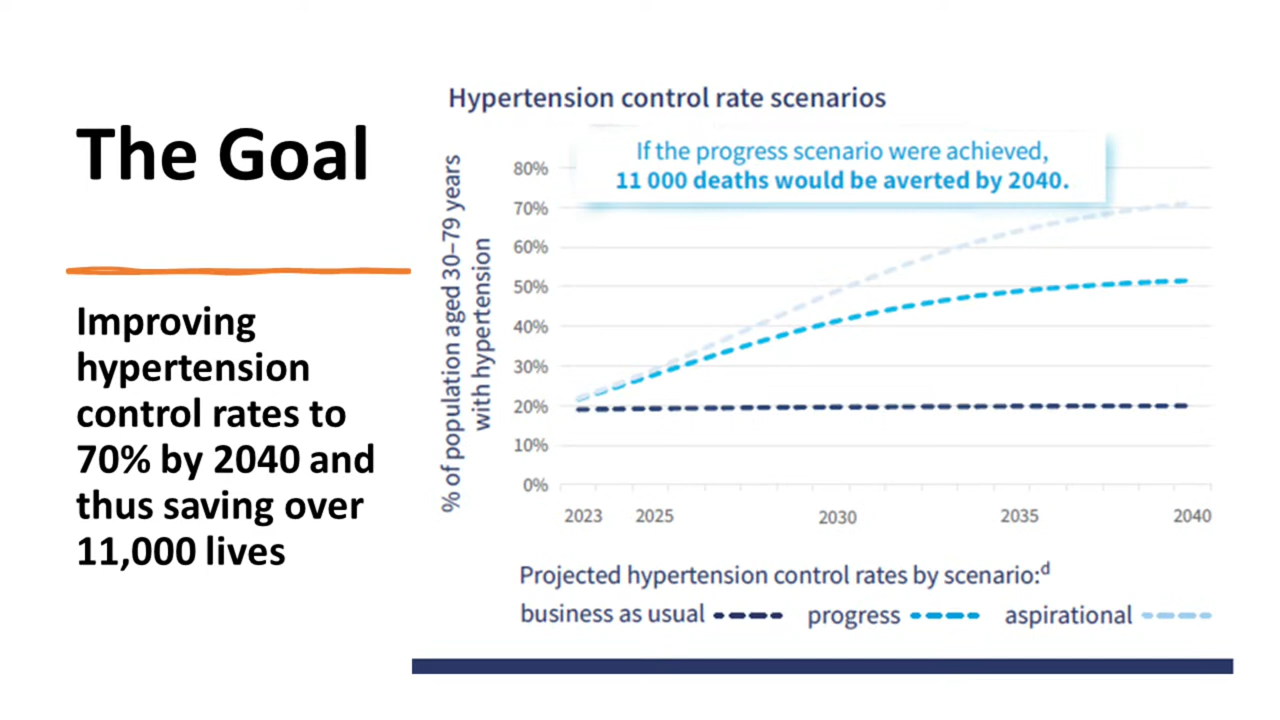 The Goal
Improving
hypertension
control rates to
70% by 2040 and
thus saving over
11,000 lives
Hypertension control rate scenarios
If the progress scenario were achieved,
11 000 deaths would be averted by 2040.
% of population aged 30–79 years
with hypertension
80%
70%
60%
50%
40%
30%
20%
10%
0%
2023 2025 2030 2035 2040
Projected hypertension control rates by scenario:d
business as usual progress aspirational